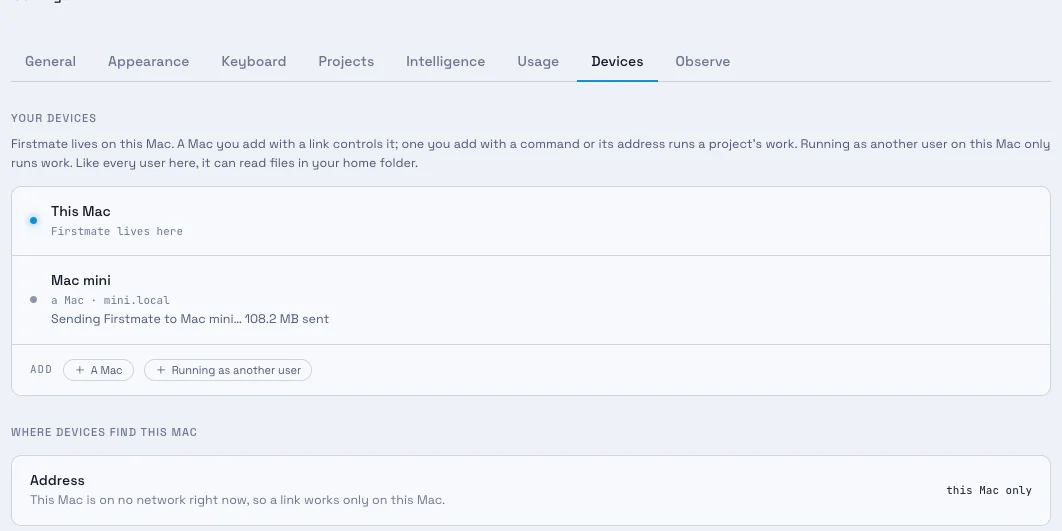 General Appearance Keyboard Projects Intelligence Usage Devices Observe
YOUR DEVICES
Firstmate lives on this Mac. A Mac you add with a link controls it; one you add with a command or its address runs a project's work. Running as another user on this Mac only
runs work. Like every user here, it can read files in your home folder.
This Mac
Firstmate lives here
Mac mini
a Mac · mini.local
Sending Firstmate to Mac mini… 108.2 MB sent
ADD + A Mac + Running as another user
WHERE DEVICES FIND THIS MAC
Address
This Mac is on no network right now, so a link works only on this Mac.
this Mac only